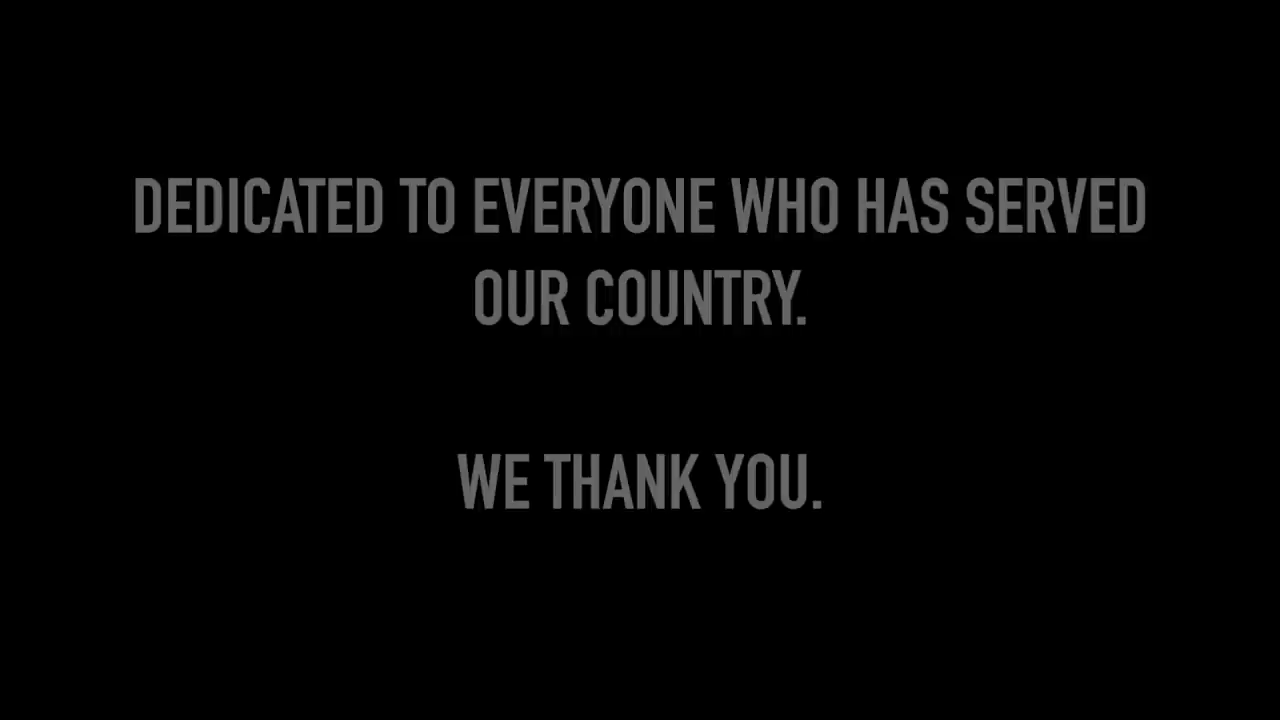 DEDICATED TO EVERYONE WHO HAS SERVED
OUR COUNTRY.
WE THANK YOU.